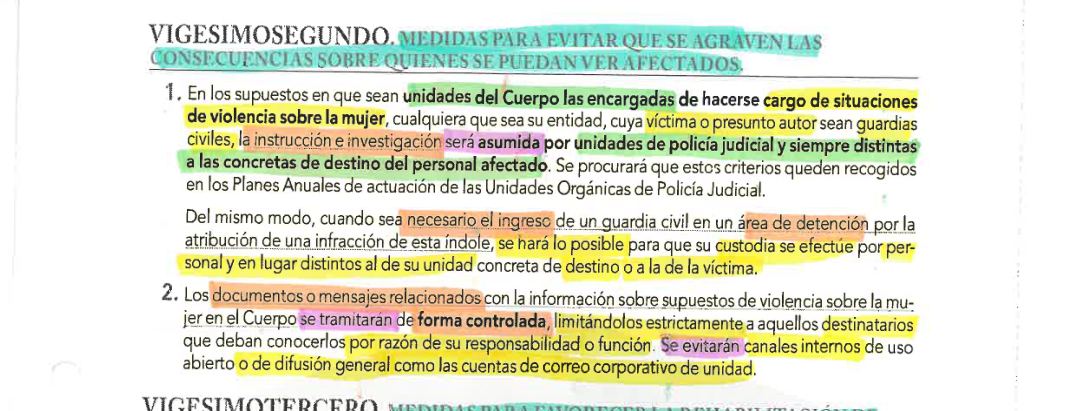 VIGESIMOSEGUNDO. MEDIDAS PARA EVITAR QUE SE AGRAVEN LAS
CONSECUENCIAS SOBRE QUIENES SE PUEDAN VER AFECTADOS.
1. En los supuestos en que sean unidades del Cuerpo las encargadas de hacerse cargo de situaciones
de violencia sobre la mujer, cualquiera que sea su entidad, cuya víctima o presunto autor sean guardias
civiles, la instrucción e investigación será asumida por unidades de policía judicial y siempre distintas
a las concretas de destino del personal afectado. Se procurará que estos criterios queden recogidos
en los Planes Anuales de actuación de las Unidades Orgánicas de Policía Judicial.
Del mismo modo, cuando sea necesario el ingreso de un guardia civil en un área de detención por la
atribución de una infracción de esta índole, se hará lo posible para que su custodia se efectúe por per-
sonal y en lugar distintos al de su unidad concreta de destino o a la de la víctima.
2. Los documentos o mensajes relacionados con la información sobre supuestos de violencia sobre la mu-
jer en el Cuerpo se tramitarán de forma controlada, limitándolos estrictamente a aquellos destinatarios
que deban conocerlos por razón de su responsabilidad o función. Se evitarán canales internos de uso
abierto o de difusión general como las cuentas de correo corporativo de unidad.
VIGESIMOTERCERO. MEDIDAS PARA FAVORECER LA REHABILITACIÓN DE